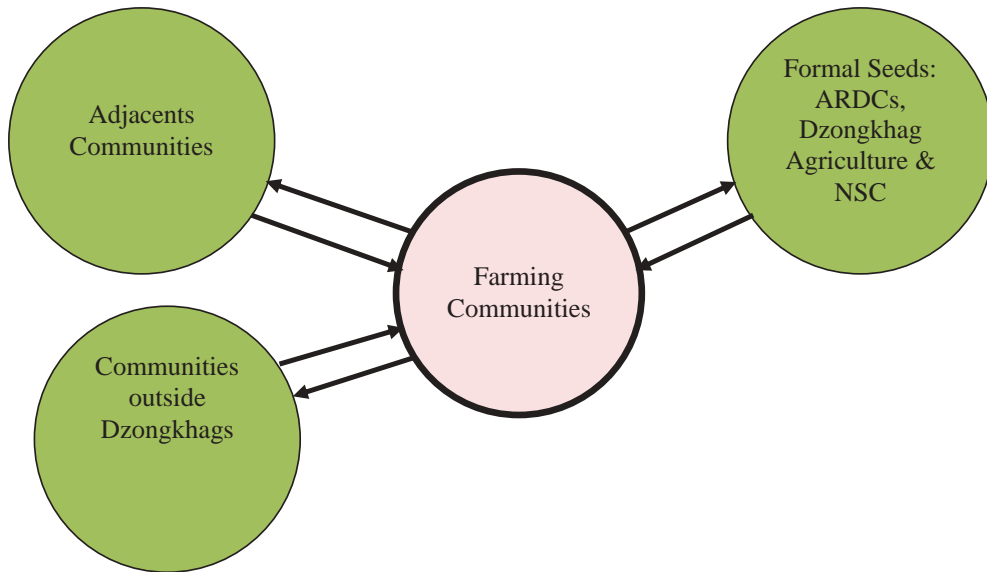 Adjacents
Communities
Formal Seeds:
ARDCs,
Dzongkhag
Agriculture &
NSC
Farming
Communities
Communities
outside
Dzongkhags